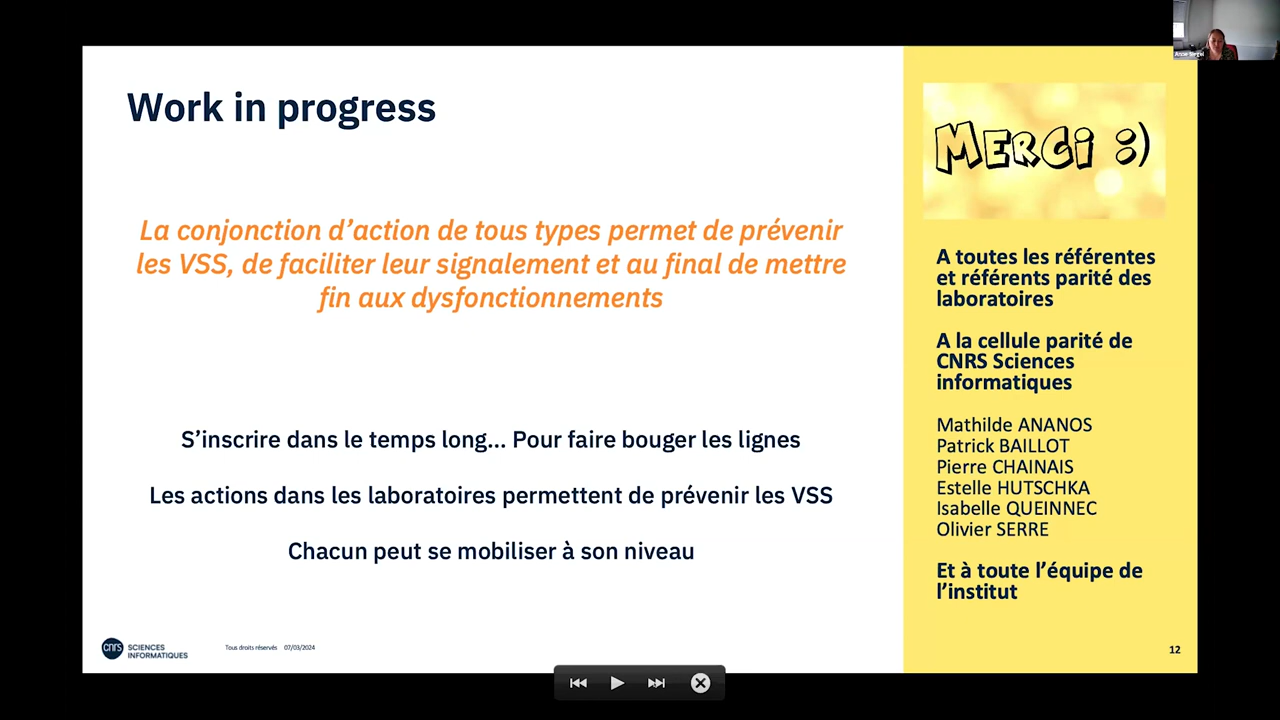 Work in progress
La conjonction d’action de tous types permet de prévenir
les VSS, de faciliter leur signalement et au final de mettre
fin aux dysfonctionnements
S’inscrire dans le temps long... Pour faire bouger les lignes
Les actions dans les laboratoires permettent de prévenir les VSS
Chacun peut se mobiliser à son niveau
cnrs SCIENCES
INFORMATIQUES
Tous droits réservés 07/03/2024
MERCi :)
A toutes les référentes
et référents parité des
laboratoires
A la cellule parité de
CNRS Sciences
informatiques
Mathilde ANANOS
Patrick BAILLOT
Pierre CHAINAIS
Estelle HUTSCHKA
Isabelle QUEINNEC
Olivier SERRE
Et à toute l’équipe de
l’institut
12